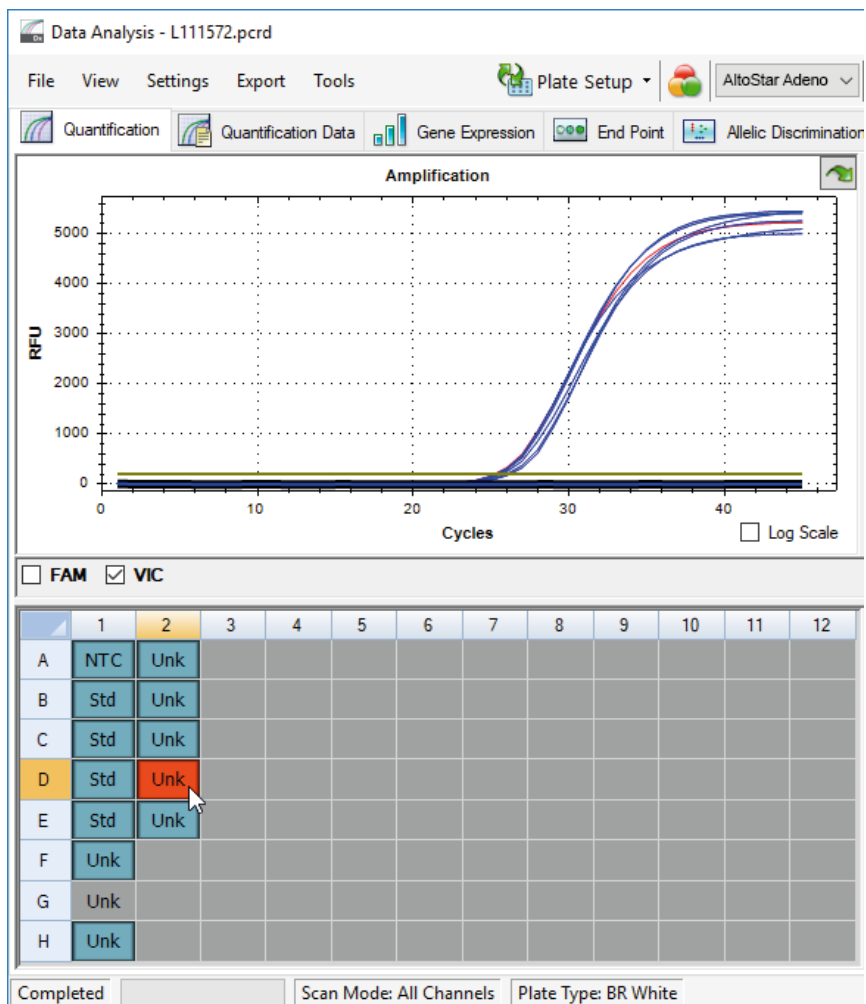 Data Analysis - L111572.pcrd
File View Settings Export Tools Plate Setup AltoStar Adeno
Quantification Quantification Data Gene Expression End Point Allelic Discrimination
Amplification
5000
4000
3000
2000
1000
0
RFU
0 10 20 30 40
Cycles
Log Scale
FAM VIC
1 2 3 4 5 6 7 8 9 10 11 12
A NTC Unk
B Std Unk
C Std Unk
D Std Unk
E Std Unk
F Unk
G Unk
H Unk
Completed Scan Mode: All Channels Plate Type: BR White